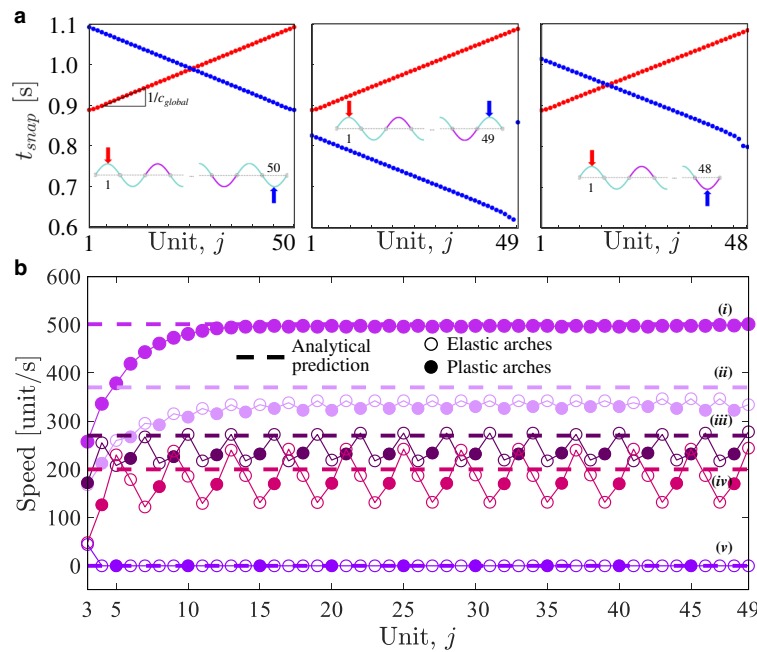 a
t_snap [s]
1.1
1.0
0.9
0.8
0.7
0.6
1/c_global
1
50
1
49
1
48
1
Unit, j
50
1
Unit, j
49
1
Unit, j
48
b
Speed [unit/s]
600
500
400
300
200
100
0
(i)
Analytical
prediction
Elastic arches
Plastic arches
(ii)
(iii)
(iv)
(v)
3
5
10
15
20
25
30
35
40
45
49
Unit, j